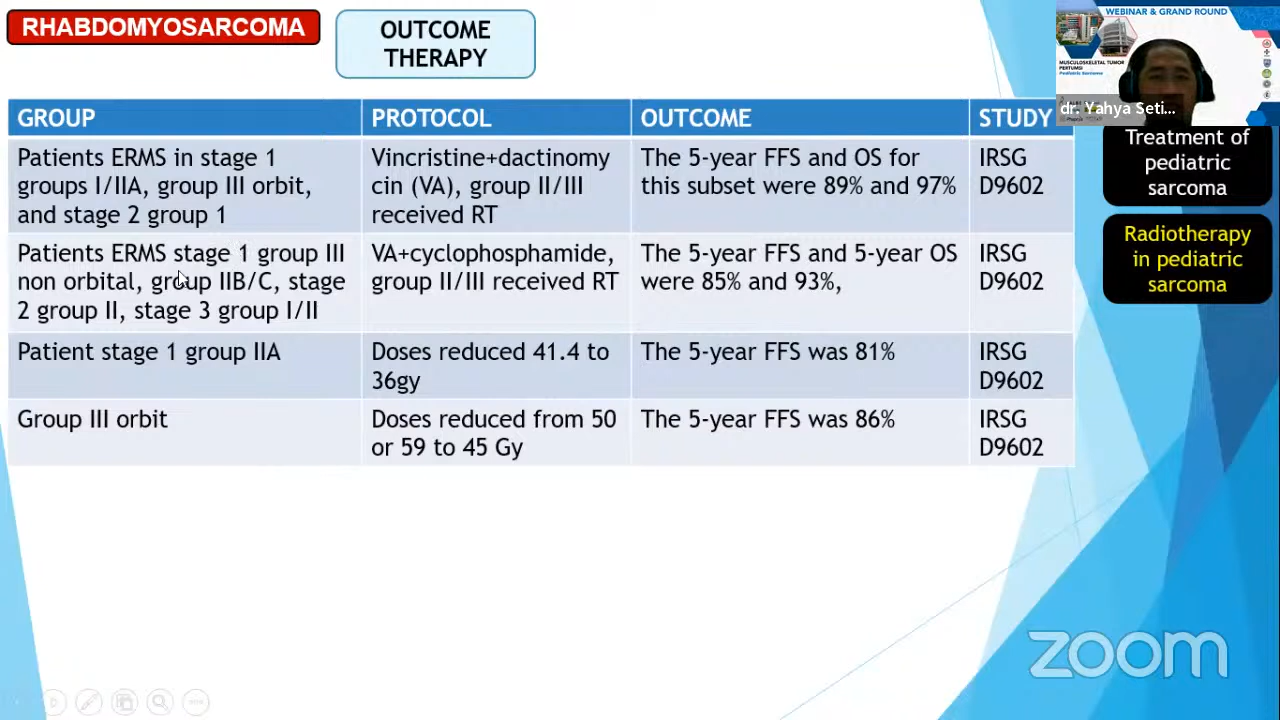 RHABDOMYOSARCOMA
OUTCOME
THERAPY
GROUP
PROTOCOL
OUTCOME
STUDY
Patients ERMS in stage 1
groups I/IIA, group III orbit,
and stage 2 group 1
Vincristine+dactinomy
cin (VA), group II/III
received RT
The 5-year FFS and OS for
this subset were 89% and 97%
IRSG
D9602
Patients ERMS stage 1 group III
non orbital, group IIB/C, stage
2 group II, stage 3 group I/II
VA+cyclophosphamide,
group II/III received RT
The 5-year FFS and 5-year OS
were 85% and 93%,
IRSG
D9602
Patient stage 1 group IIA
Doses reduced 41.4 to
36gy
The 5-year FFS was 81%
IRSG
D9602
Group III orbit
Doses reduced from 50
or 59 to 45 Gy
The 5-year FFS was 86%
IRSG
D9602
WEBINAR & GRAND ROUND
MUSCULOSKELETAL TUMOR
PERTUMSI
Pediatric Sarcoma
dr. Yahya Seti...
Treatment of
pediatric
sarcoma
Radiotherapy
in pediatric
sarcoma
zoom